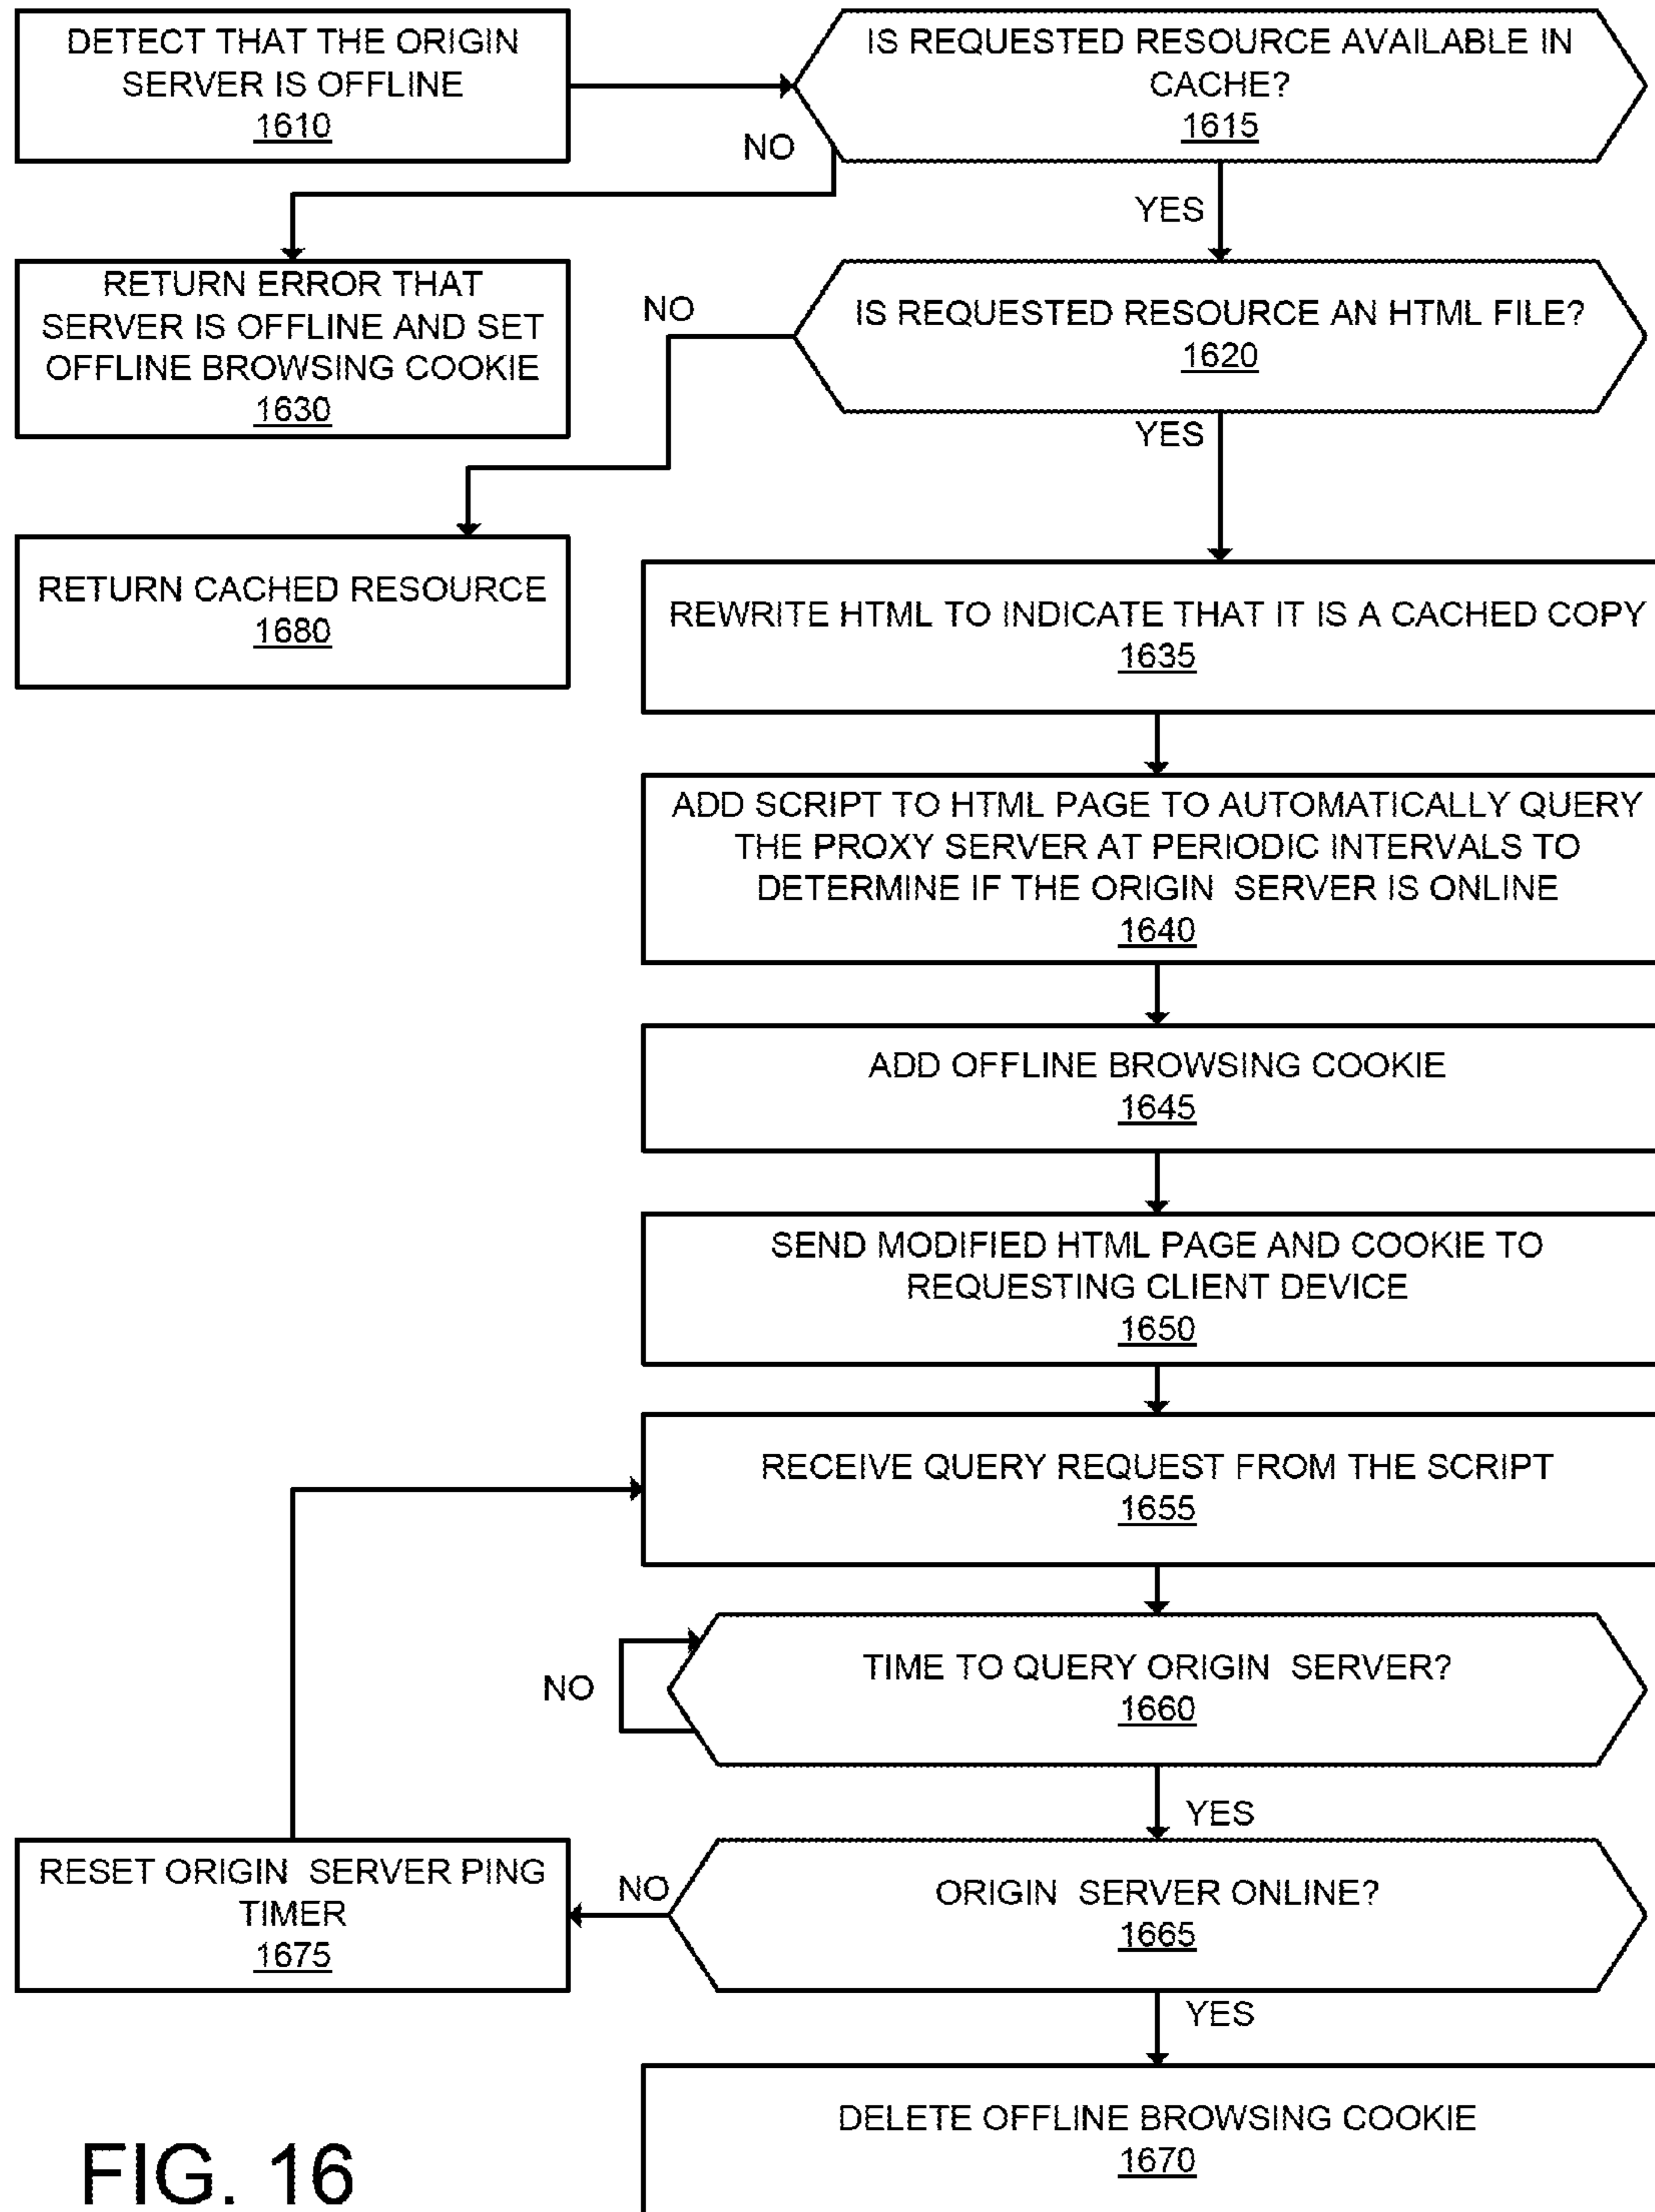 DETECT THAT THE ORIGIN
SERVER IS OFFLINE
1610
IS REQUESTED RESOURCE AVAILABLE IN
CACHE?
1615
NO
YES
RETURN ERROR THAT
SERVER IS OFFLINE AND SET
OFFLINE BROWSING COOKIE
1630
NO
IS REQUESTED RESOURCE AN HTML FILE?
1620
YES
RETURN CACHED RESOURCE
1680
REWRITE HTML TO INDICATE THAT IT IS A CACHED COPY
1635
ADD SCRIPT TO HTML PAGE TO AUTOMATICALLY QUERY
THE PROXY SERVER AT PERIODIC INTERVALS TO
DETERMINE IF THE ORIGIN SERVER IS ONLINE
1640
ADD OFFLINE BROWSING COOKIE
1645
SEND MODIFIED HTML PAGE AND COOKIE TO
REQUESTING CLIENT DEVICE
1650
RECEIVE QUERY REQUEST FROM THE SCRIPT
1655
TIME TO QUERY ORIGIN SERVER?
1660
NO
YES
RESET ORIGIN SERVER PING
TIMER
1675
NO
ORIGIN SERVER ONLINE?
1665
YES
DELETE OFFLINE BROWSING COOKIE
1670
FIG. 16